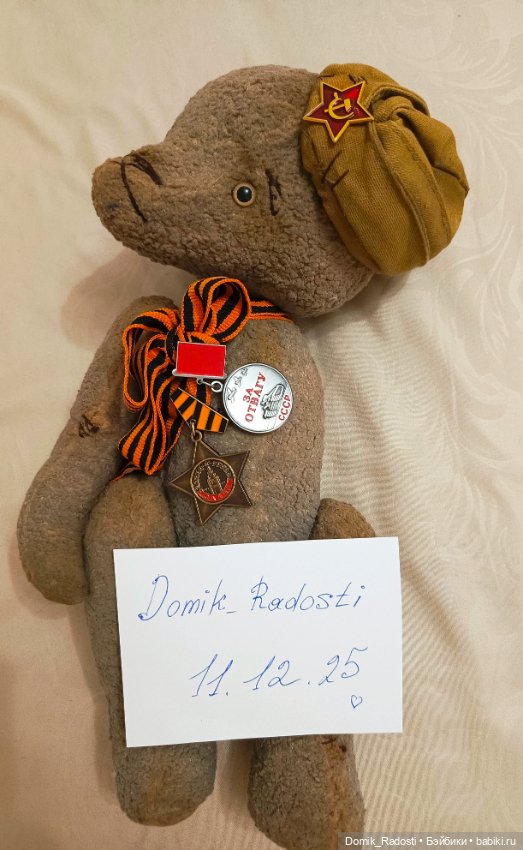 ЗА
ОТВАГУ
СССР
Domik_Radosti
11.12.25
Domik_Radosti • Бэйбики • babiki.ru